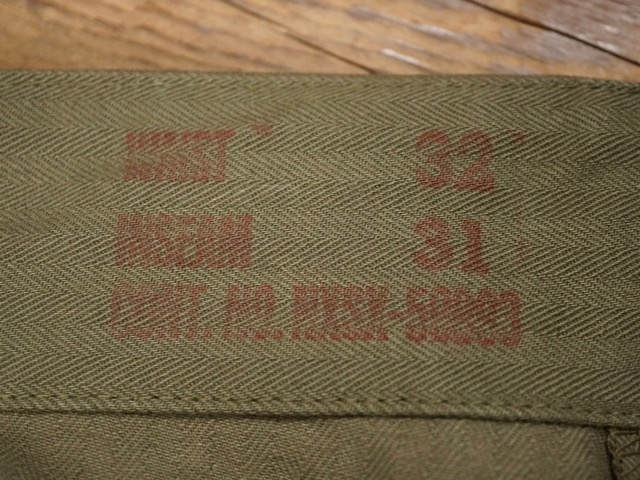 WAIST 32
INSEAM 31
CONT. NO.